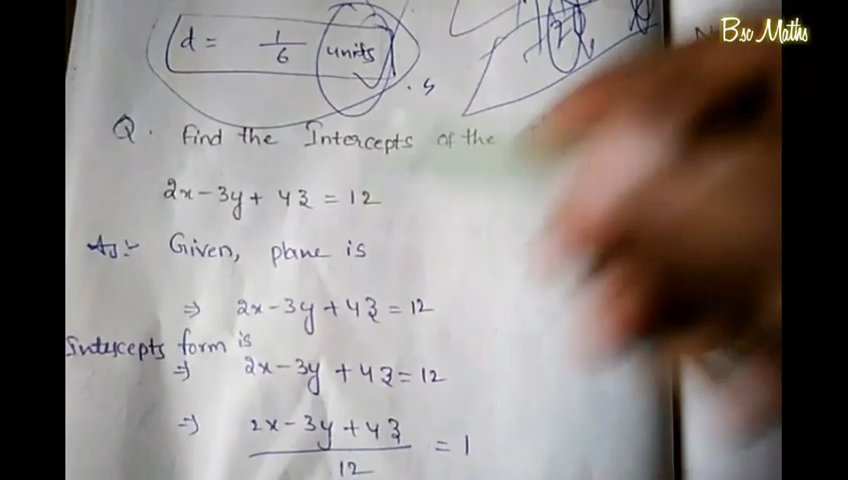 B.sc Maths
d = 1/6 units
Q. Find the Intercepts of the
2x - 3y + 4z = 12
Given, plane is
⇒ 2x - 3y + 4z = 12
Intercepts form is
⇒ 2x - 3y + 4z = 12
⇒ (2x - 3y + 4z)/12 = 1